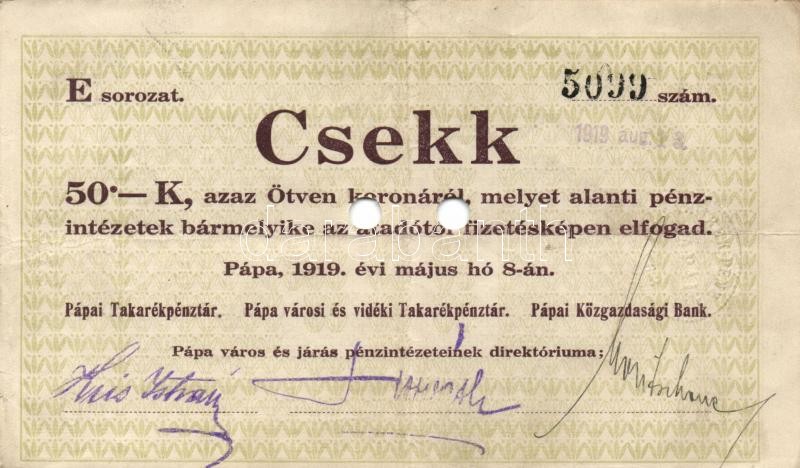 E sorozat. 5099 szám.
Csekk
1919 aug.
50·— K, azaz Ötven koronáról, melyet alanti pénz-
intézetek bármelyike az átadótól fizetésképen elfogad.
darabanth
Pápa, 1919. évi május hó 8-án.
Pápai Takarékpénztár. Pápa városi és vidéki Takarékpénztár. Pápai Közgazdasági Bank.
Pápa város és járás pénzintézeteinek direktóriuma:
István